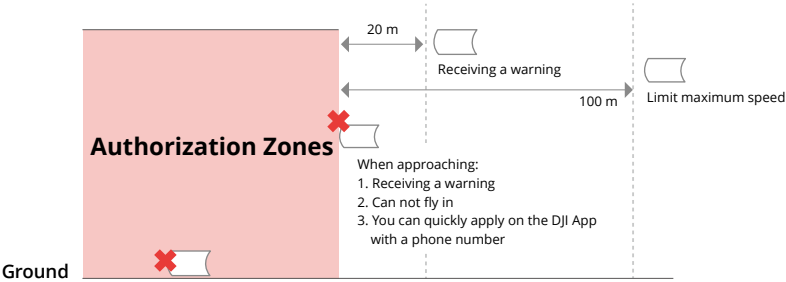 20 m
Receiving a warning
100 m
Limit maximum speed
Authorization Zones
When approaching:
1. Receiving a warning
2. Can not fly in
3. You can quickly apply on the DJI App
with a phone number
Ground